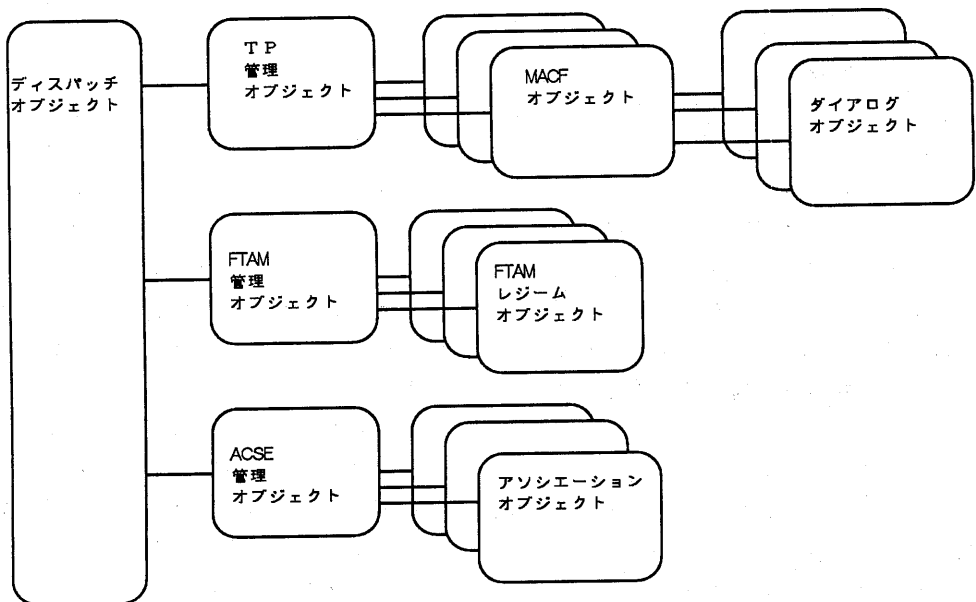 ディスパッチ
オブジェクト
ＴＰ
管理
オブジェクト
MACF
オブジェクト
ダイアログ
オブジェクト
FTAM
管理
オブジェクト
FTAM
レジーム
オブジェクト
ACSE
管理
オブジェクト
アソシエーション
オブジェクト